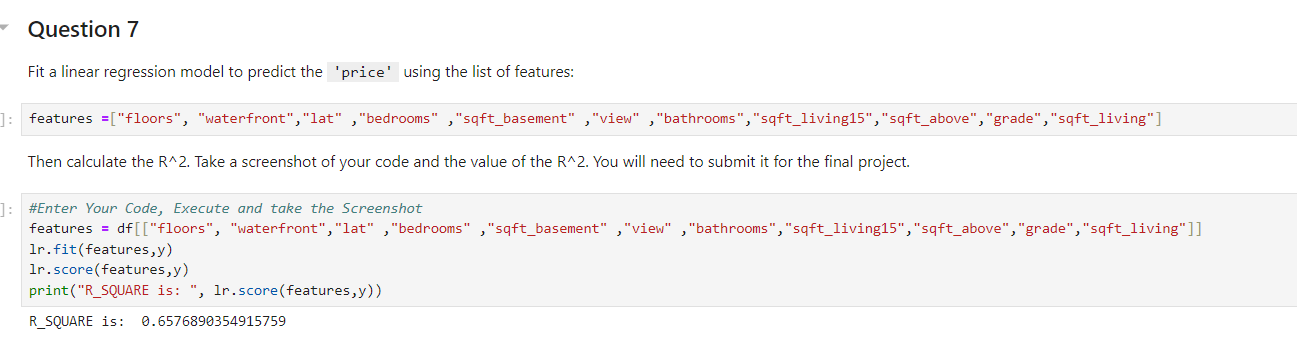 Question 7
Fit a linear regression model to predict the 'price' using the list of features:
]: features =["floors", "waterfront","lat" ,"bedrooms" ,"sqft_basement" ,"view" ,"bathrooms","sqft_living15","sqft_above","grade","sqft_living"]
Then calculate the R^2. Take a screenshot of your code and the value of the R^2. You will need to submit it for the final project.
]: #Enter Your Code, Execute and take the Screenshot
features = df[["floors", "waterfront","lat" ,"bedrooms" ,"sqft_basement" ,"view" ,"bathrooms","sqft_living15","sqft_above","grade","sqft_living"]]
lr.fit(features,y)
lr.score(features,y)
print("R_SQUARE is: ", lr.score(features,y))
R_SQUARE is:  0.6576890354915759